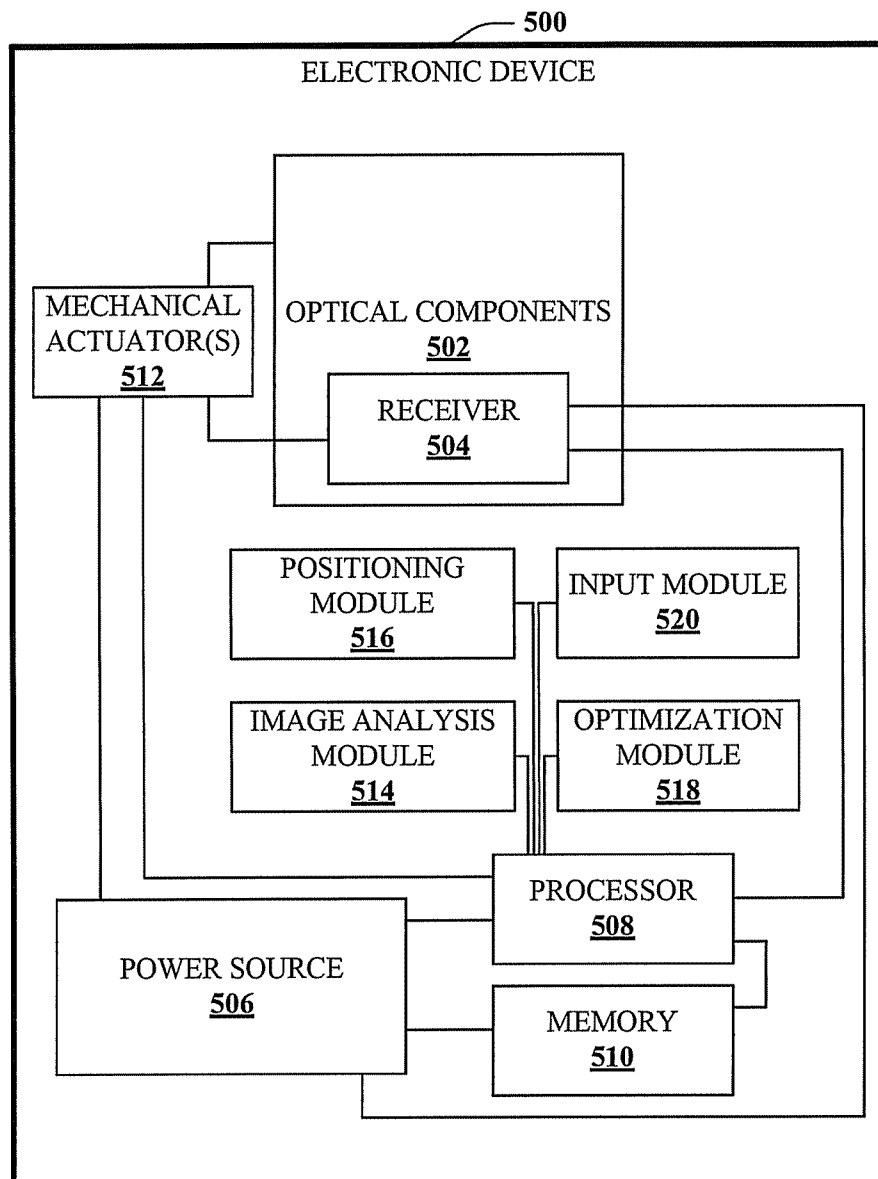 500
ELECTRONIC DEVICE
MECHANICAL
ACTUATOR(S)
512
OPTICAL COMPONENTS
502
RECEIVER
504
POSITIONING
MODULE
516
INPUT MODULE
520
IMAGE ANALYSIS
MODULE
514
OPTIMIZATION
MODULE
518
PROCESSOR
508
POWER SOURCE
506
MEMORY
510